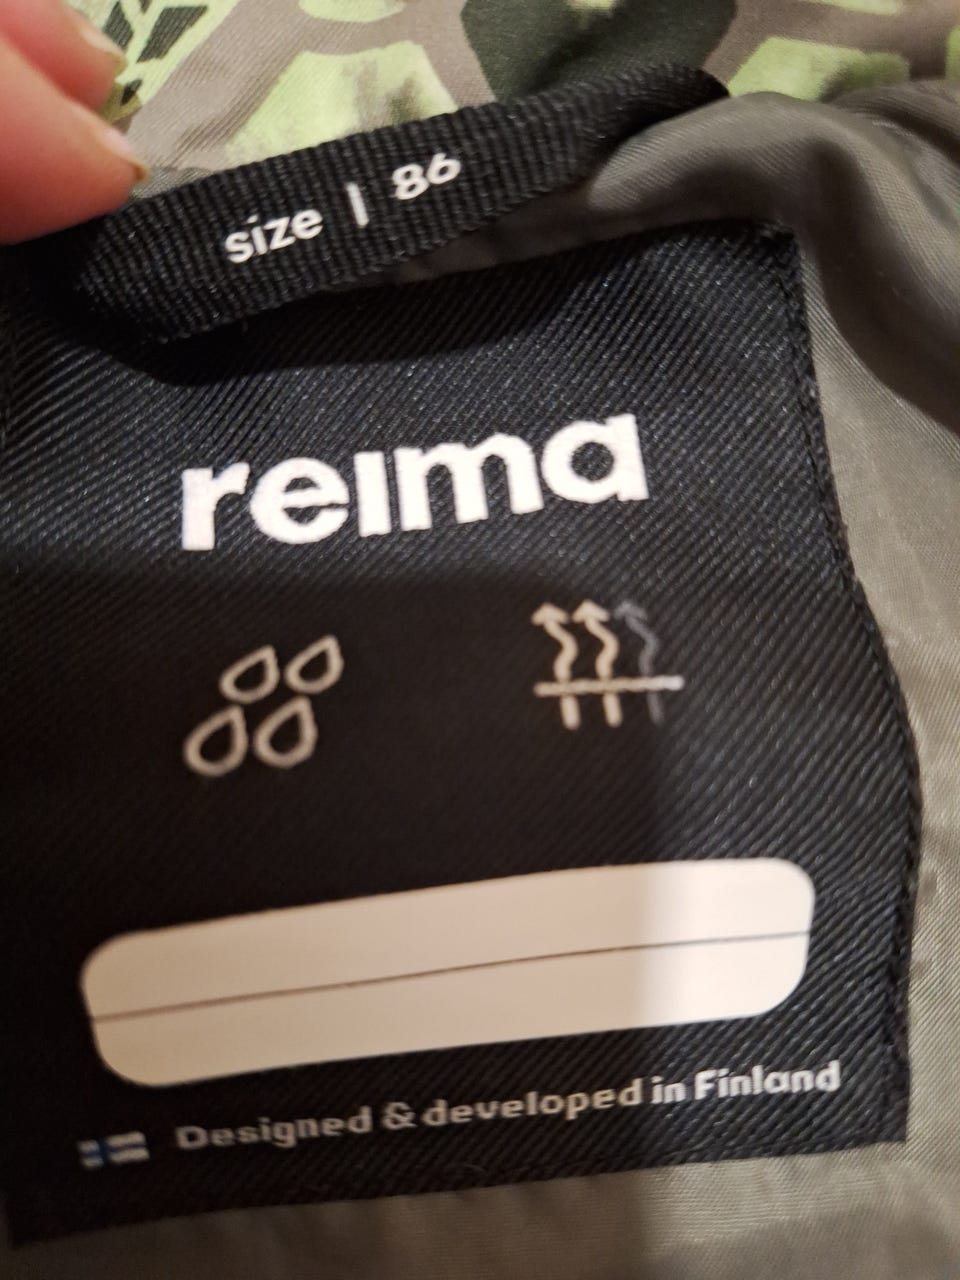 size | 86
reima
Designed & developed in Finland